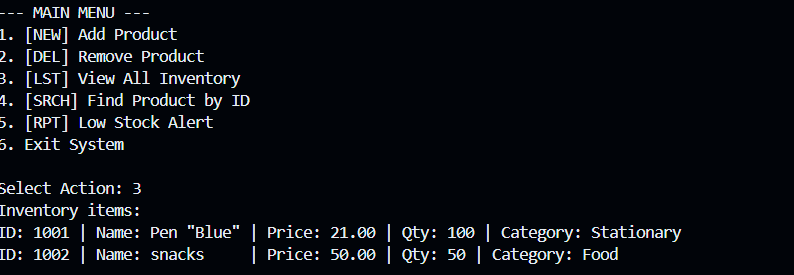 --- MAIN MENU ---
1. [NEW] Add Product
2. [DEL] Remove Product
3. [LST] View All Inventory
4. [SRCH] Find Product by ID
5. [RPT] Low Stock Alert
6. Exit System
Select Action: 3
Inventory items:
ID: 1001 | Name: Pen "Blue" | Price: 21.00 | Qty: 100 | Category: Stationary
ID: 1002 | Name: snacks     | Price: 50.00 | Qty: 50 | Category: Food